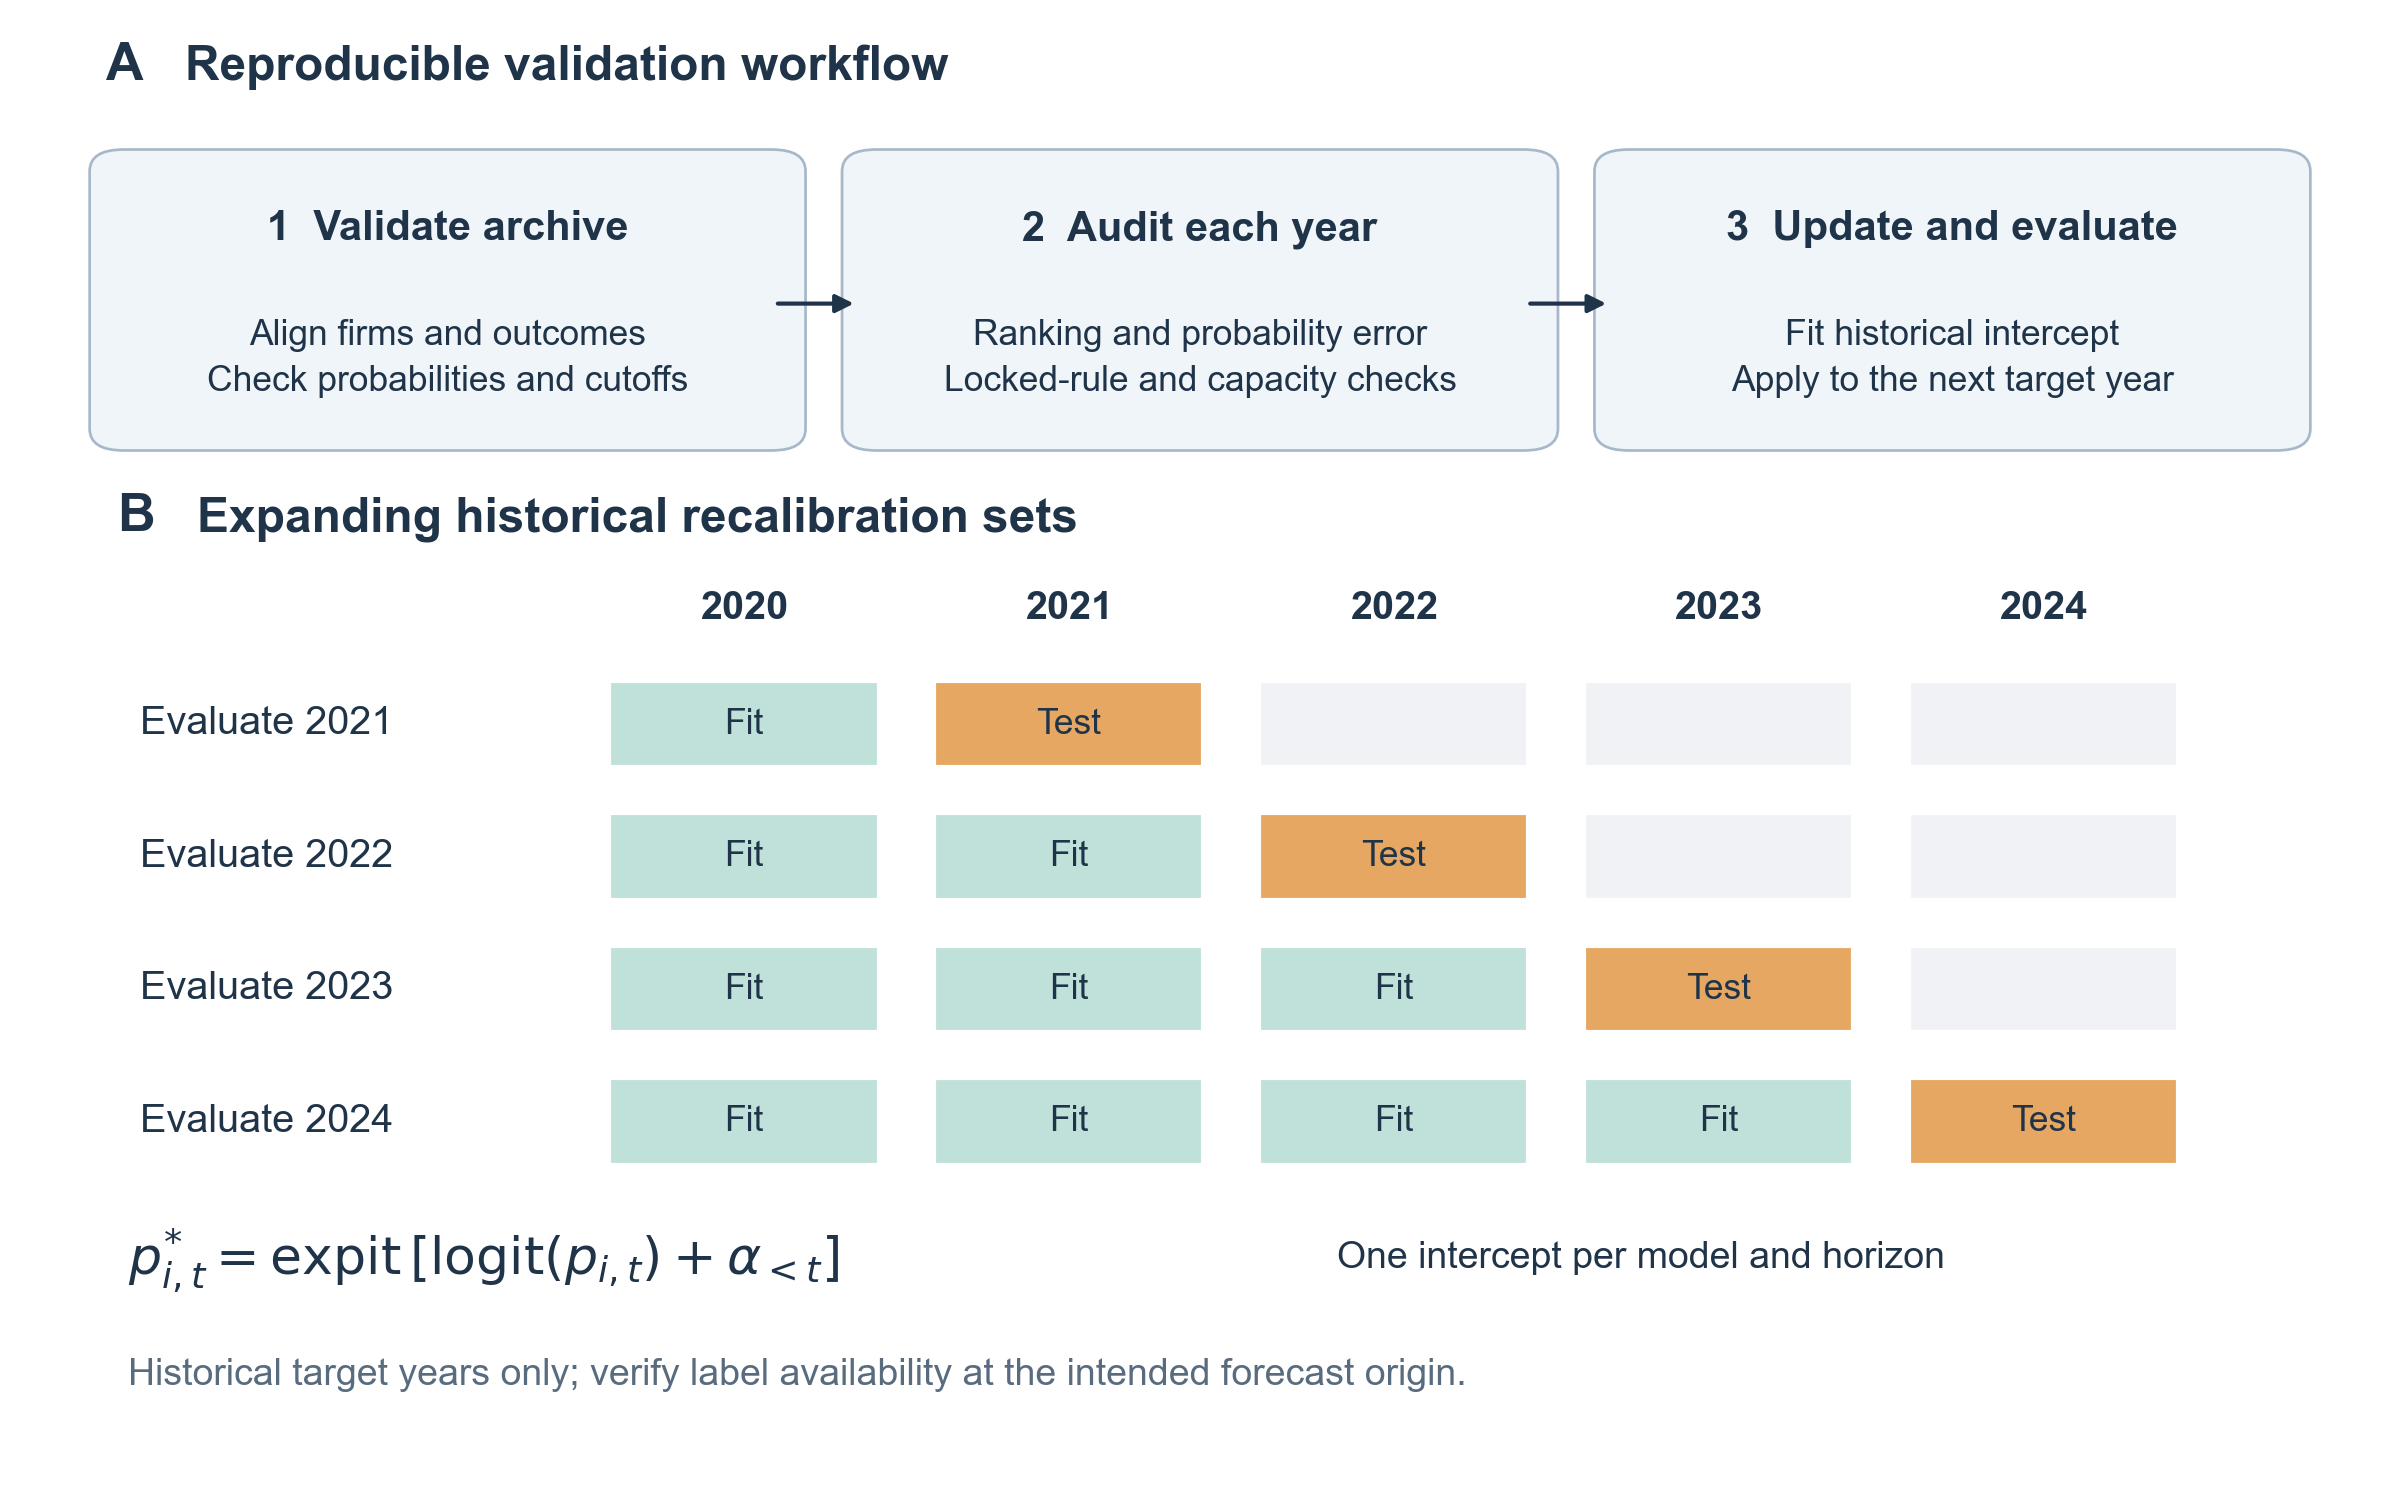 A Reproducible validation workflow
1 Validate archive
Align firms and outcomes
Check probabilities and cutoffs
2 Audit each year
Ranking and probability error
Locked-rule and capacity checks
3 Update and evaluate
Fit historical intercept
Apply to the next target year
B Expanding historical recalibration sets
2020 2021 2022 2023 2024
Evaluate 2021 Fit Test
Evaluate 2022 Fit Fit Test
Evaluate 2023 Fit Fit Fit Test
Evaluate 2024 Fit Fit Fit Fit Test
p*_{i,t} = expit [logit(p_{i,t}) + α_{<t}]
One intercept per model and horizon
Historical target years only; verify label availability at the intended forecast origin.